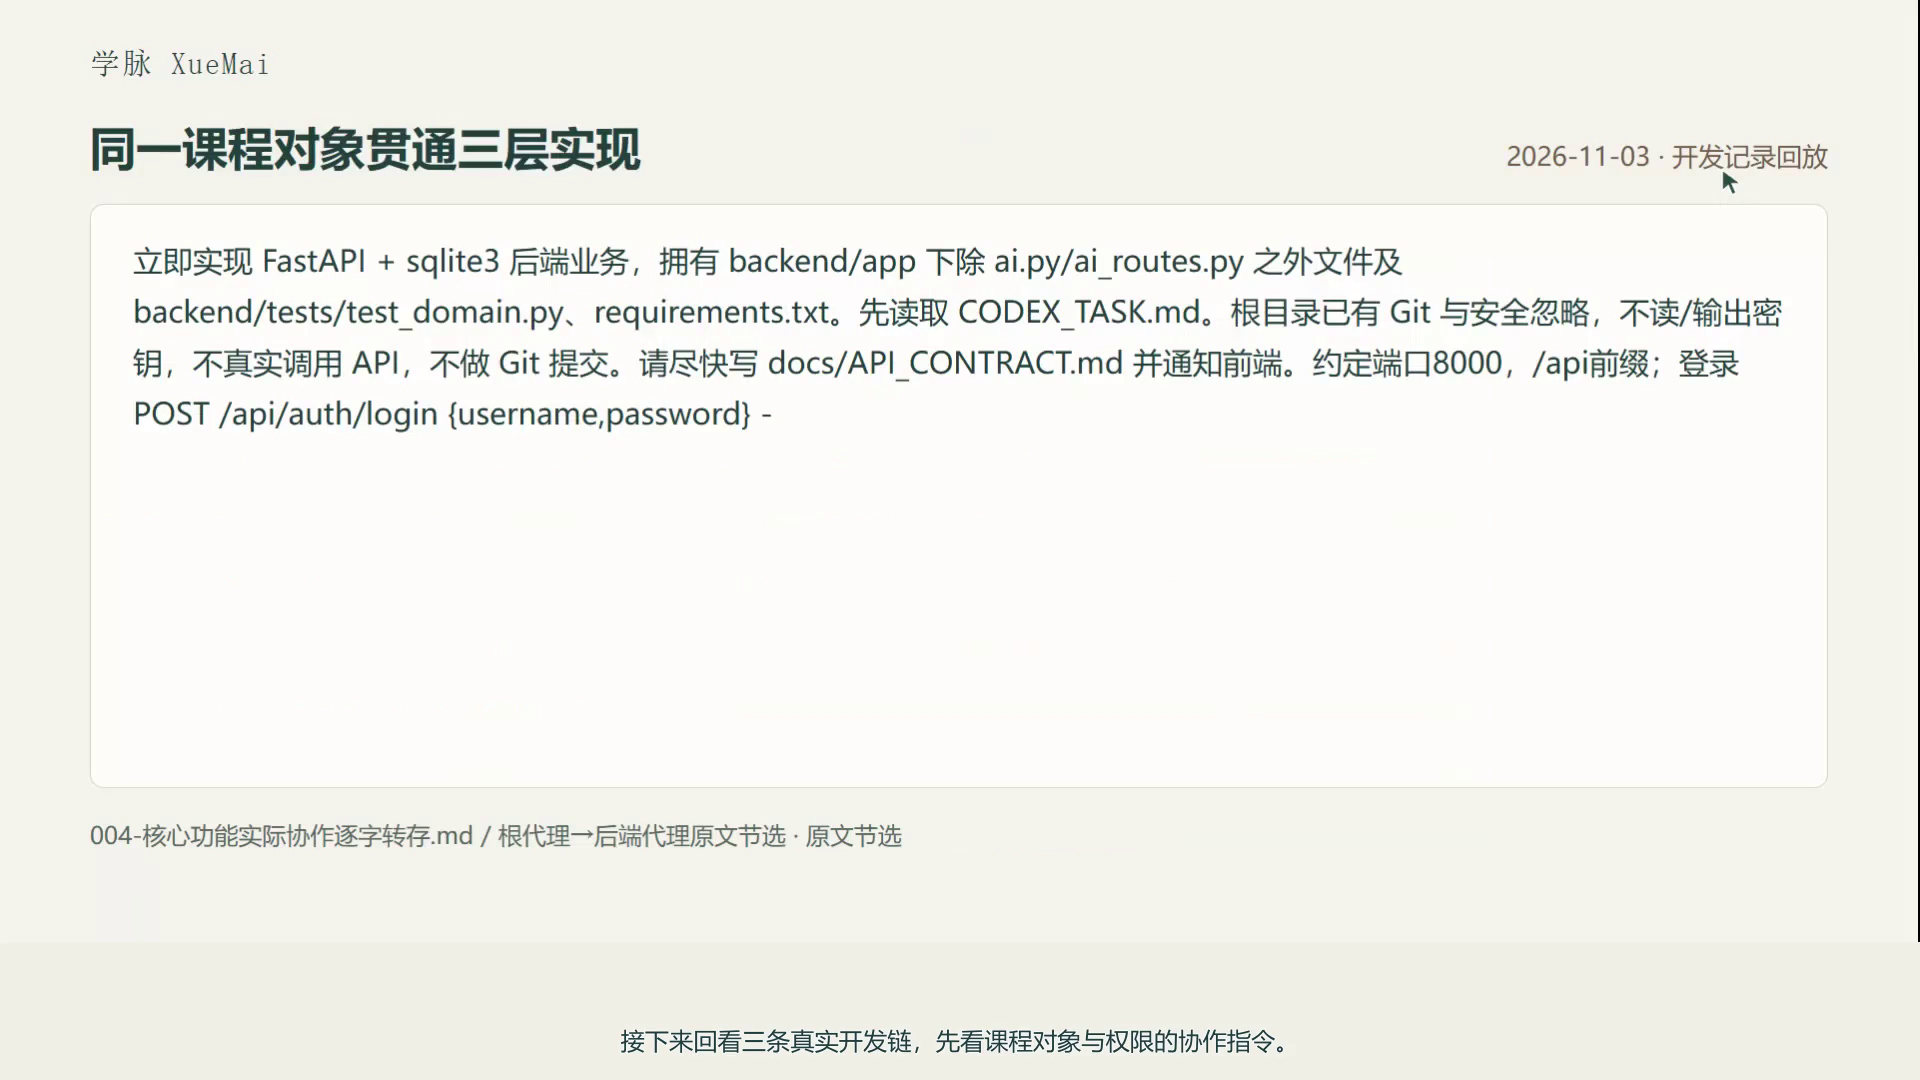 学脉 XueMai
同一课程对象贯通三层实现
2026-11-03 · 开发记录回放
立即实现 FastAPI + sqlite3 后端业务，拥有 backend/app 下除 ai.py/ai_routes.py 之外文件及
backend/tests/test_domain.py、requirements.txt。先读取 CODEX_TASK.md。根目录已有 Git 与安全忽略，不读/输出密
钥，不真实调用 API，不做 Git 提交。请尽快写 docs/API_CONTRACT.md 并通知前端。约定端口8000，/api前缀；登录
POST /api/auth/login {username,password} -
004-核心功能实际协作逐字转存.md / 根代理→后端代理原文节选 · 原文节选
接下来回看三条真实开发链，先看课程对象与权限的协作指令。